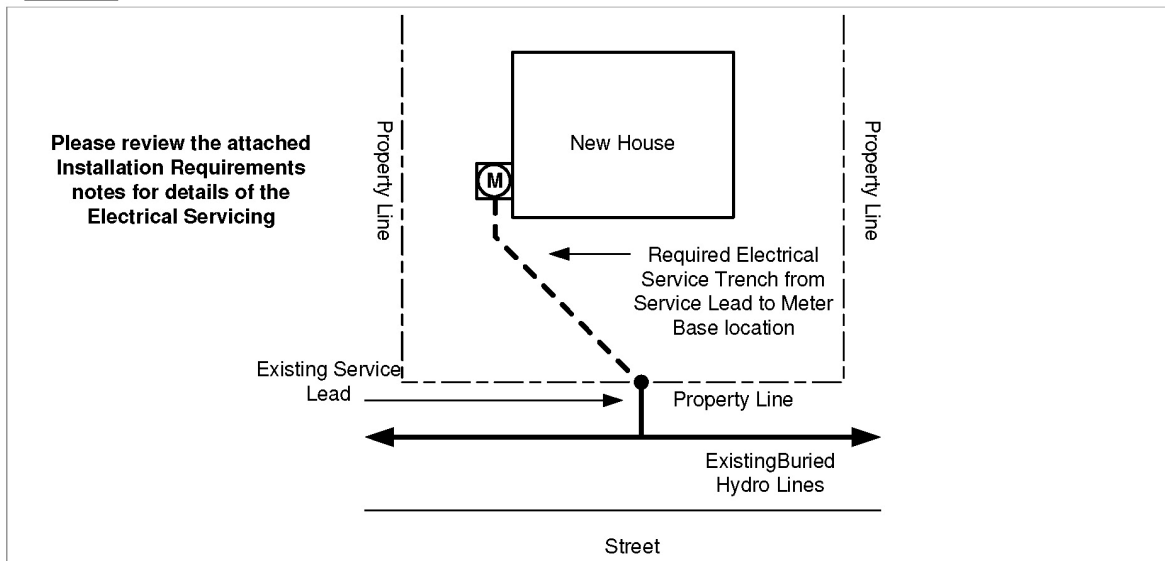 Please review the attached
Installation Requirements
notes for details of the
Electrical Servicing
Property Line
New House
Property Line
M
Required Electrical
Service Trench from
Service Lead to Meter
Base location
Existing Service
Lead
Property Line
ExistingBuried
Hydro Lines
Street